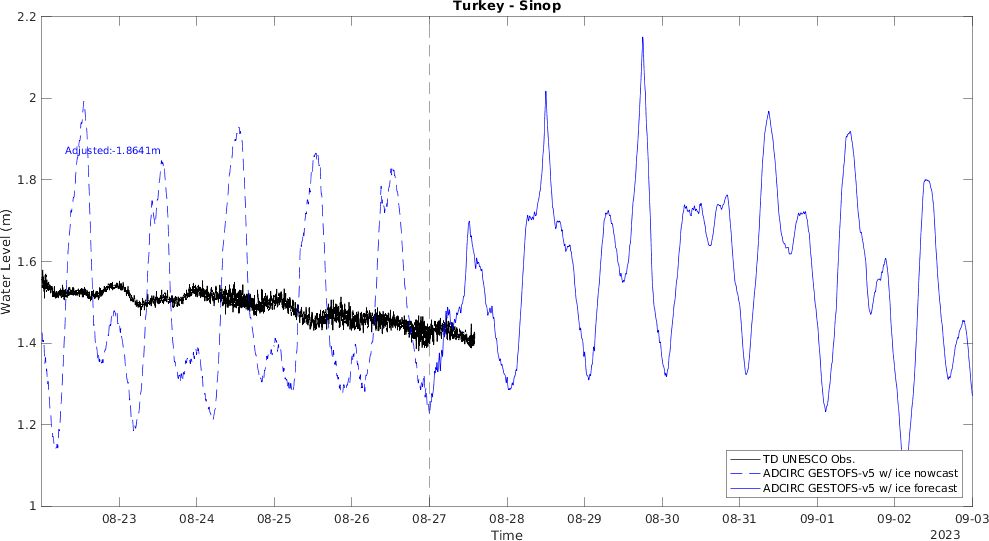 Turkey - Sinop
2.2
2
1.8
1.6
1.4
1.2
1
Water Level (m)
Adjusted:-1.8641m
TD UNESCO Obs.
ADCIRC GESTOFS-v5 w/ ice nowcast
ADCIRC GESTOFS-v5 w/ ice forecast
08-23 08-24 08-25 08-26 08-27 08-28 08-29 08-30 08-31 09-01 09-02 09-03
2023
Time